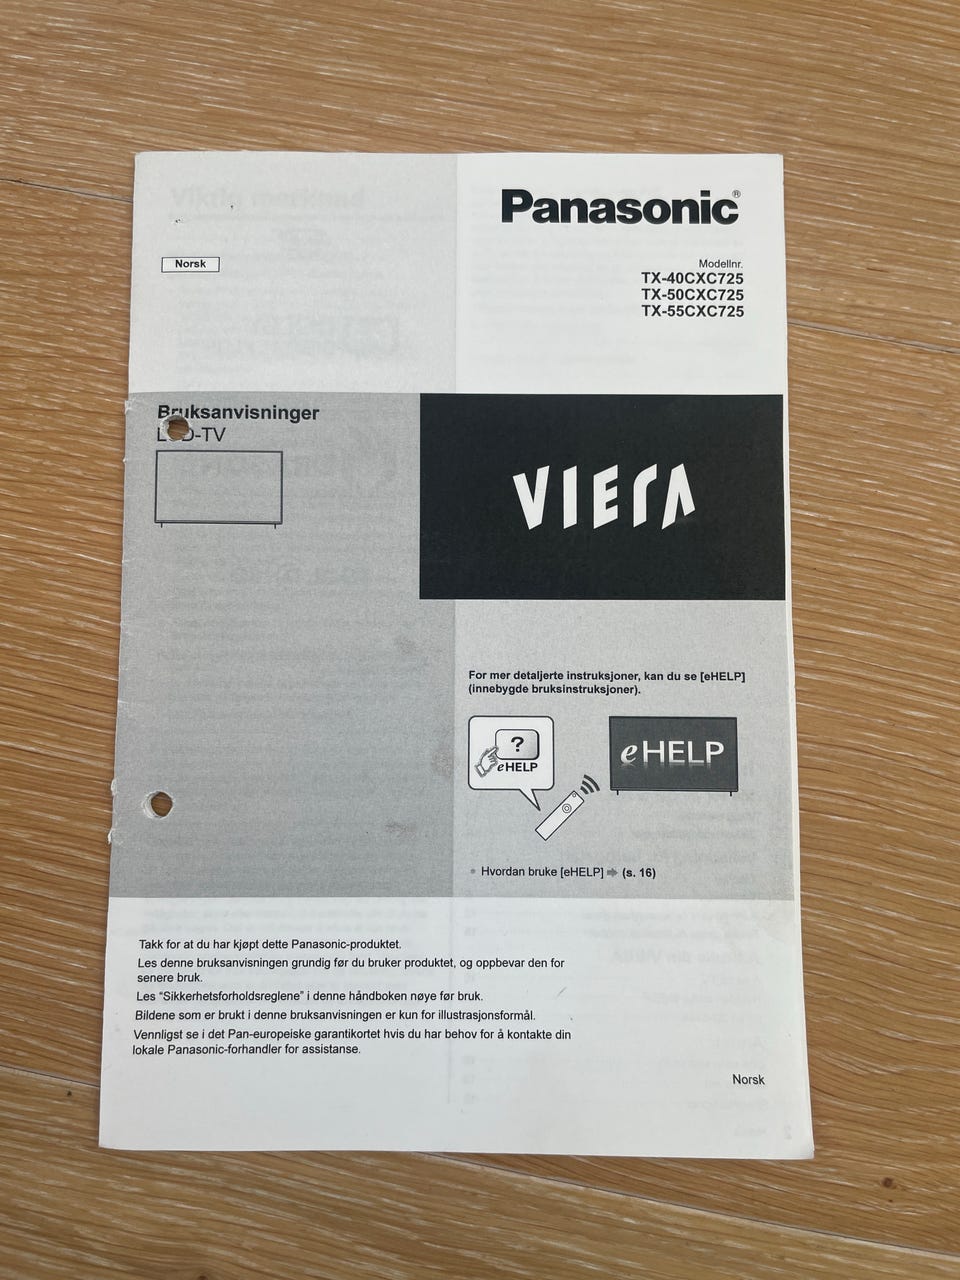 Panasonic®
Norsk
Modellnr.
TX-40CXC725
TX-50CXC725
TX-55CXC725
Bruksanvisninger
LCD-TV
VIERA
For mer detaljerte instruksjoner, kan du se [eHELP]
(innebygde bruksinstruksjoner).
?
eHELP
eHELP
• Hvordan bruke [eHELP] ➡ (s. 16)
Takk for at du har kjøpt dette Panasonic-produktet.
Les denne bruksanvisningen grundig før du bruker produktet, og oppbevar den for
senere bruk.
Les “Sikkerhetsforholdsreglene” i denne håndboken nøye før bruk.
Bildene som er brukt i denne bruksanvisningen er kun for illustrasjonsformål.
Vennligst se i det Pan-europeiske garantikortet hvis du har behov for å kontakte din
lokale Panasonic-forhandler for assistanse.
Norsk